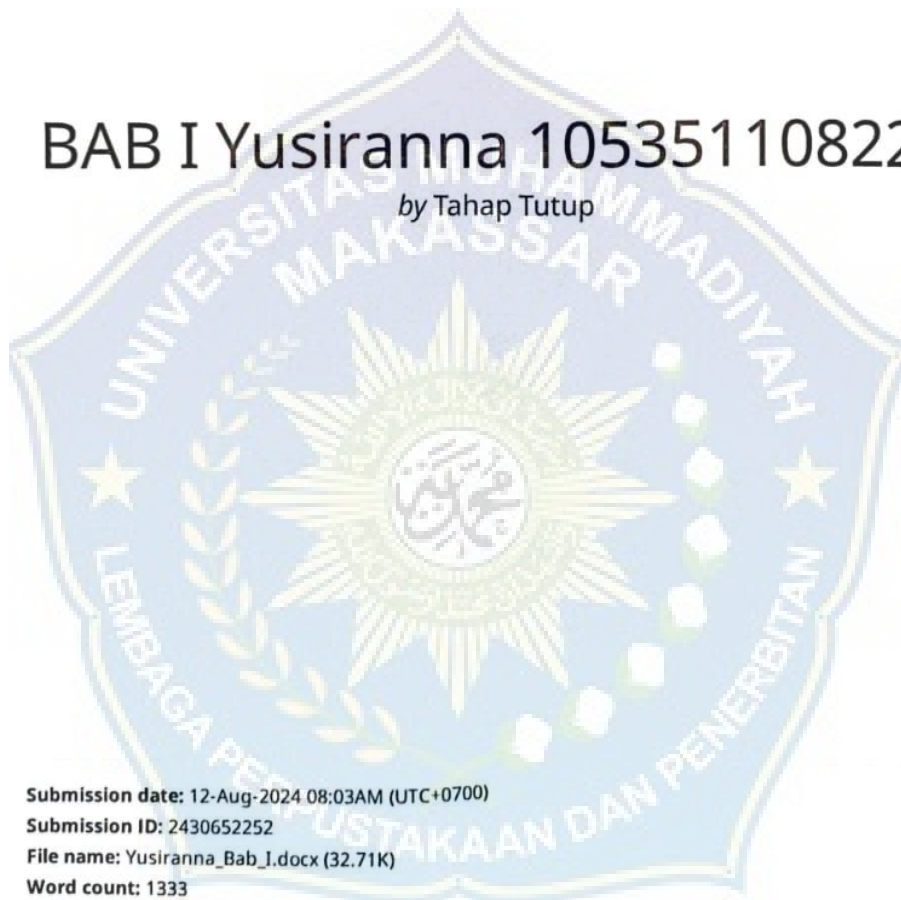 BAB I Yusiranna 10535110822
by Tahap Tutup
UNIVERSITAS MUHAMMADIYAH
MAKASSAR
محمدية
LEMBAGA PERPUSTAKAAN DAN PENERBITAN
Submission date: 12-Aug-2024 08:03AM (UTC+0700)
Submission ID: 2430652252
File name: Yusiranna_Bab_I.docx (32.71K)
Word count: 1333